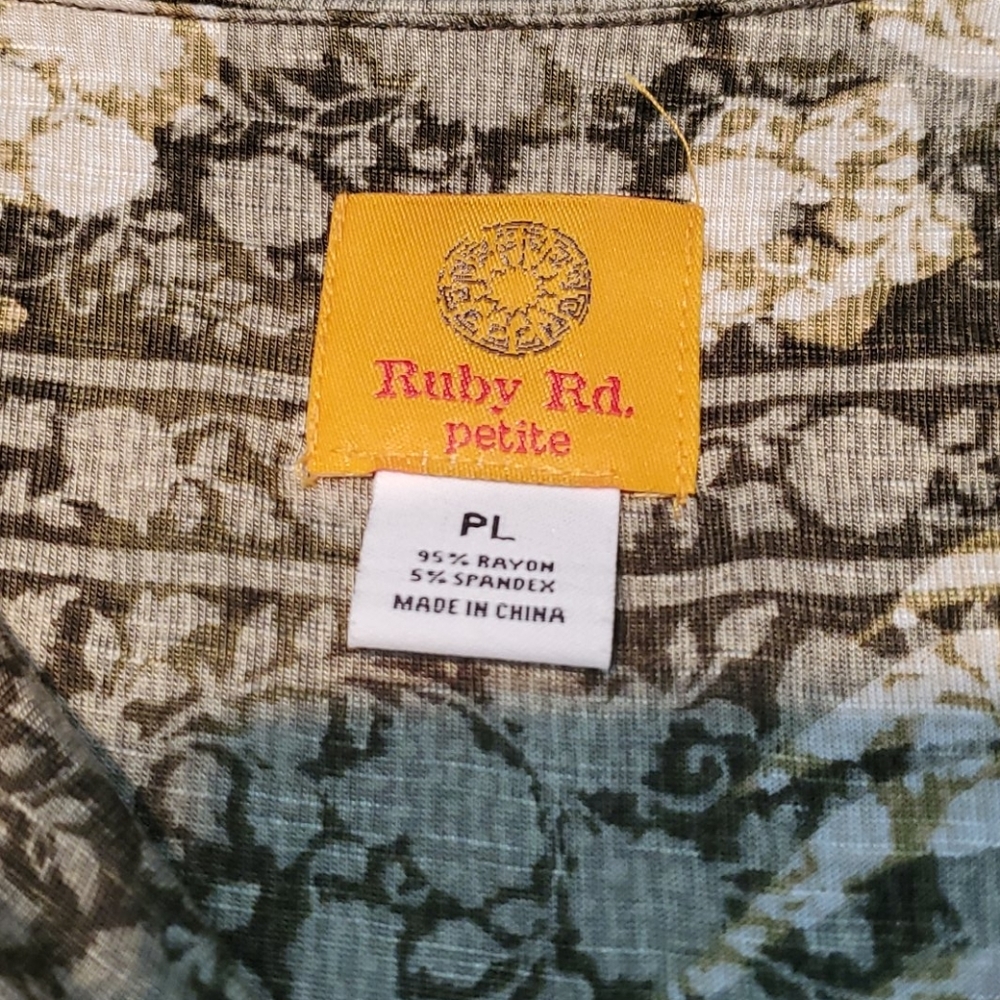 Ruby Rd.
petite
PL
95% RAYON
5% SPANDEX
MADE IN CHINA